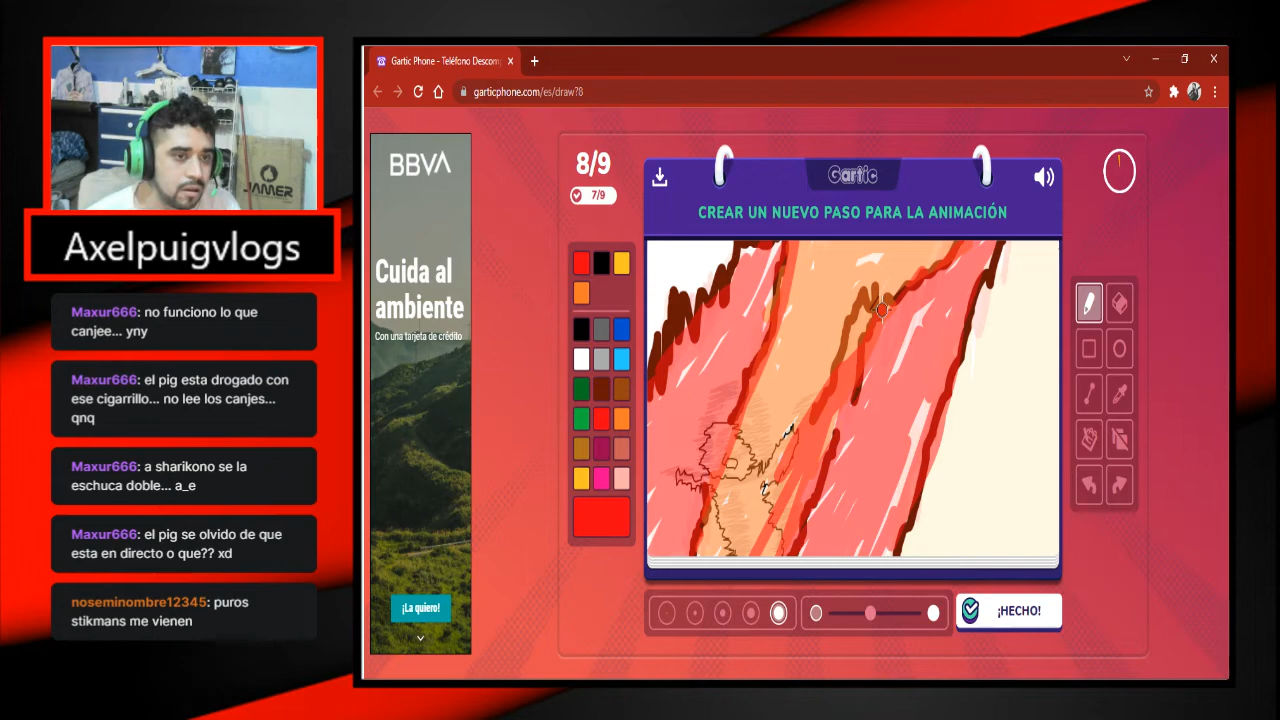 Gartic Phone - Teléfono Descom
garticphone.com/es/draw?8
JAMER
Axelpuigvlogs
Maxur666: no funciono lo que
canjee... yny
Maxur666: el pig esta drogado con
ese cigarrillo... no lee los canjes...
qnq
Maxur666: a sharikono se la
eschuca doble... a_e
Maxur666: el pig se olvido de que
esta en directo o que?? xd
noseminombre12345: puros
stikmans me vienen
BBVA
Cuida al
ambiente
Con una tarjeta de crédito
¡La quiero!
8/9
7/9
Gartic
CREAR UN NUEVO PASO PARA LA ANIMACIÓN
¡HECHO!